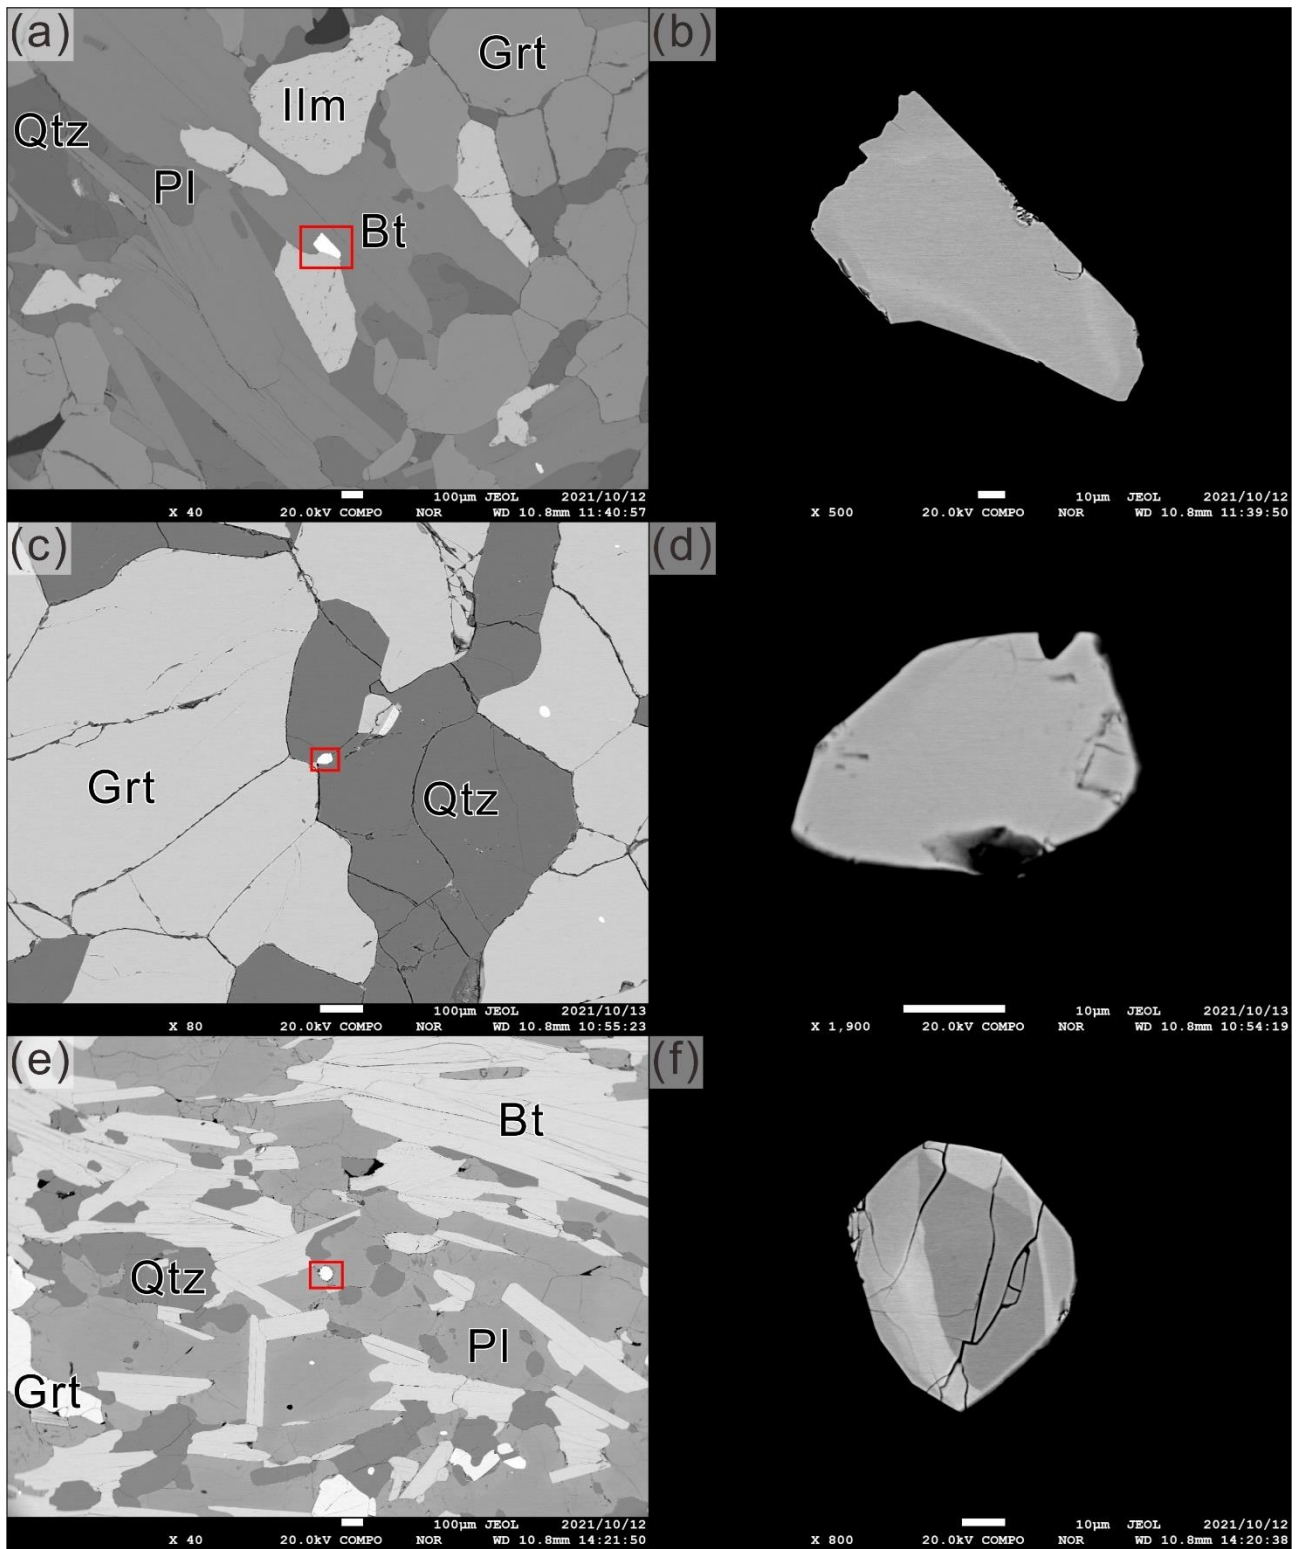 (a)
Grt
Ilm
Qtz
Pl
Bt
100µm JEOL 2021/10/12
X 40 20.0kV COMPO NOR WD 10.8mm 11:40:57
(b)
10µm JEOL 2021/10/12
X 500 20.0kV COMPO NOR WD 10.8mm 11:39:50
(c)
Grt
Qtz
100µm JEOL 2021/10/13
X 80 20.0kV COMPO NOR WD 10.8mm 10:55:23
(d)
10µm JEOL 2021/10/13
X 1,900 20.0kV COMPO NOR WD 10.8mm 10:54:19
(e)
Bt
Qtz
Pl
Grt
100µm JEOL 2021/10/12
X 40 20.0kV COMPO NOR WD 10.8mm 14:21:50
(f)
10µm JEOL 2021/10/12
X 800 20.0kV COMPO NOR WD 10.8mm 14:20:38